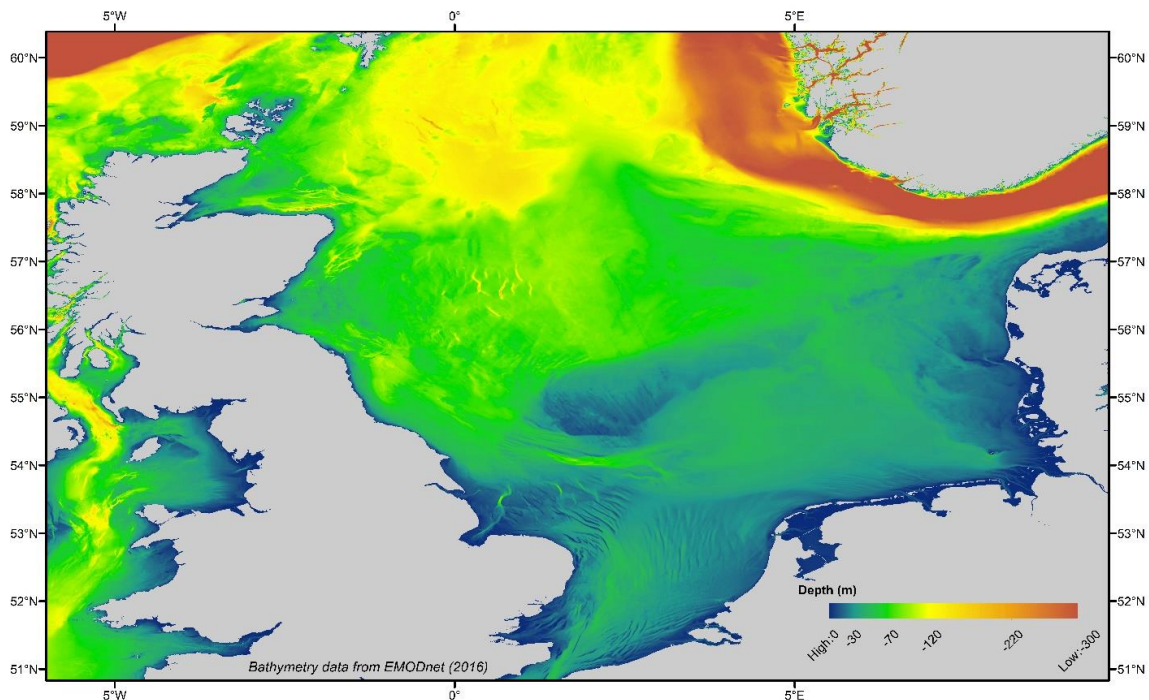 5°W 0° 5°E
60°N 60°N
59°N 59°N
58°N 58°N
57°N 57°N
56°N 56°N
55°N 55°N
54°N 54°N
53°N 53°N
52°N 52°N
51°N 51°N
Depth (m)
High:0 -30 -70 -120 -220 Low:-300
Bathymetry data from EMODnet (2016)
5°W 0° 5°E